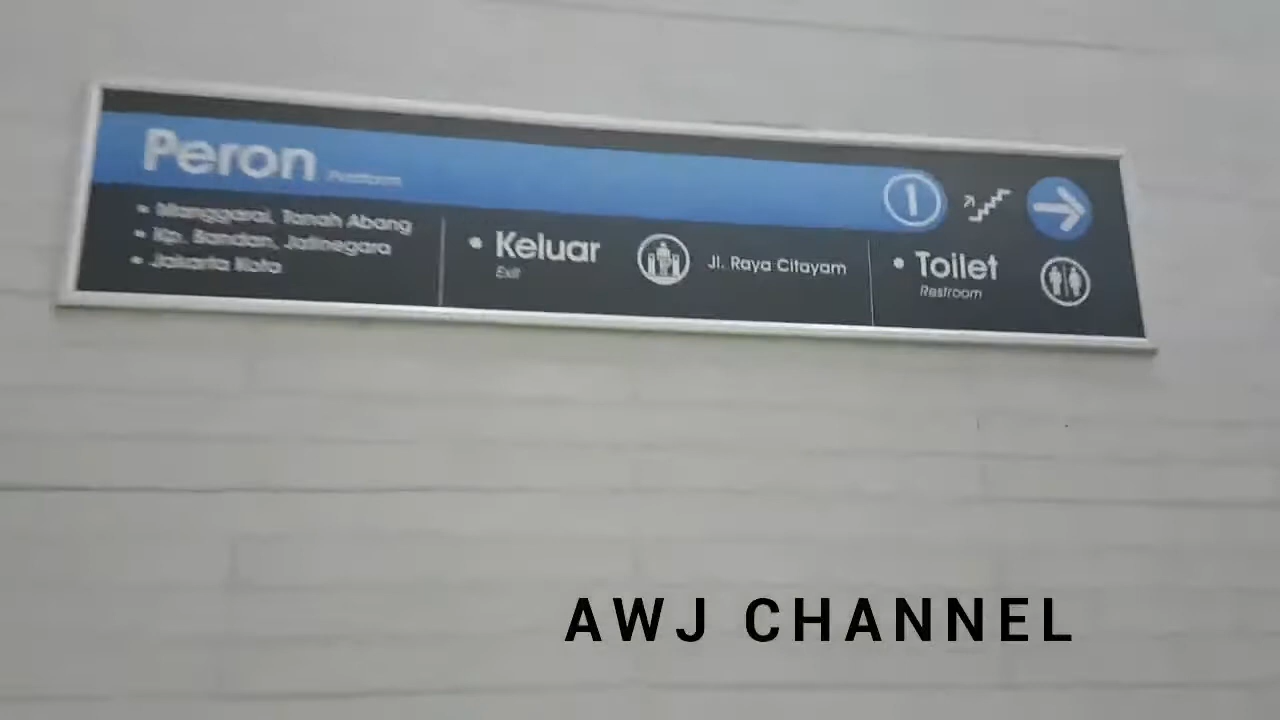 Peron Platform 1
• Manggarai, Tanah Abang
• Kp. Bandan, Jatinegara
• Jakarta Kota
• Keluar
Exit
Jl. Raya Citayam
• Toilet
Restroom
AWJ CHANNEL